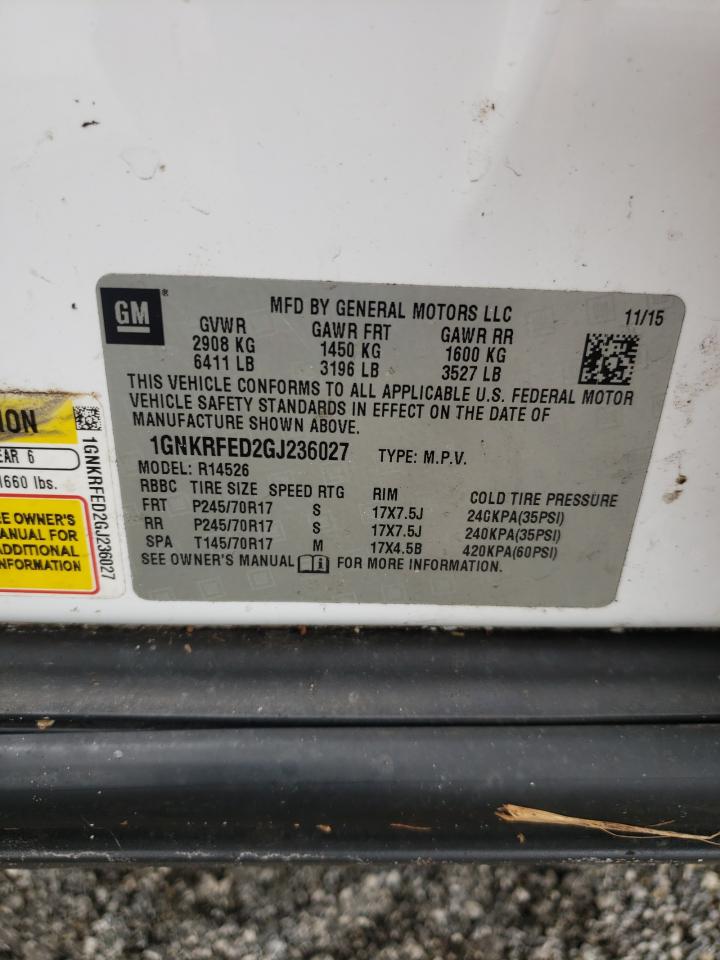 GM ®
MFD BY GENERAL MOTORS LLC
11/15
GVWR GAWR FRT GAWR RR
2908 KG 1450 KG 1600 KG
6411 LB 3196 LB 3527 LB
THIS VEHICLE CONFORMS TO ALL APPLICABLE U.S. FEDERAL MOTOR
VEHICLE SAFETY STANDARDS IN EFFECT ON THE DATE OF
MANUFACTURE SHOWN ABOVE.
1GNKRFED2GJ236027 TYPE: M.P.V.
MODEL: R14526
RBBC TIRE SIZE SPEED RTG RIM COLD TIRE PRESSURE
FRT P245/70R17 S 17X7.5J 240KPA(35PSI)
RR P245/70R17 S 17X7.5J 240KPA(35PSI)
SPA T145/70R17 M 17X4.5B 420KPA(60PSI)
SEE OWNER'S MANUAL i FOR MORE INFORMATION.
ION
EAR 6
1660 lbs.
EE OWNER'S
ANUAL FOR
ADDITIONAL
NFORMATION
1GNKRFED2GJ236027